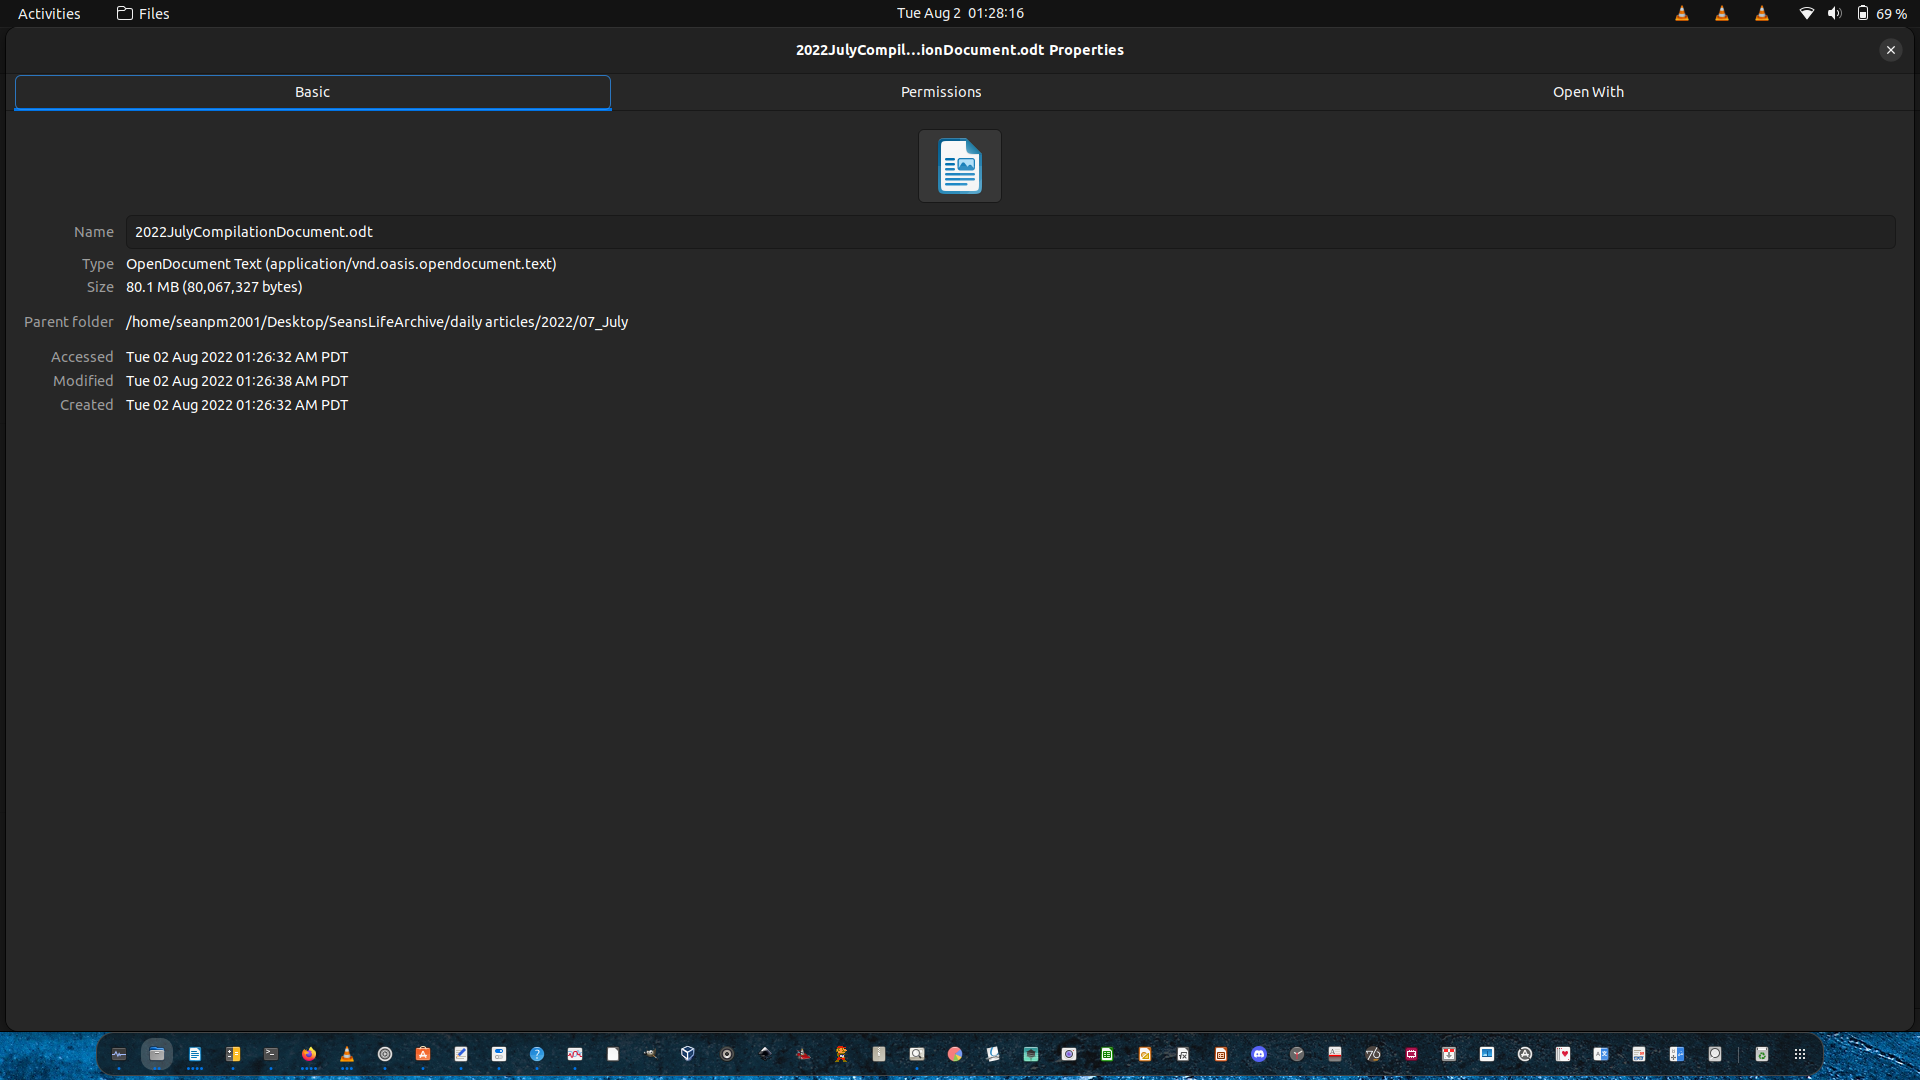 Activities Files Tue Aug 2 01:28:16 69 %
2022JulyCompil...ionDocument.odt Properties
Basic Permissions Open With
Name 2022JulyCompilationDocument.odt
Type OpenDocument Text (application/vnd.oasis.opendocument.text)
Size 80.1 MB (80,067,327 bytes)
Parent folder /home/seanpm2001/Desktop/SeansLifeArchive/daily articles/2022/07_July
Accessed Tue 02 Aug 2022 01:26:32 AM PDT
Modified Tue 02 Aug 2022 01:26:38 AM PDT
Created Tue 02 Aug 2022 01:26:32 AM PDT
76